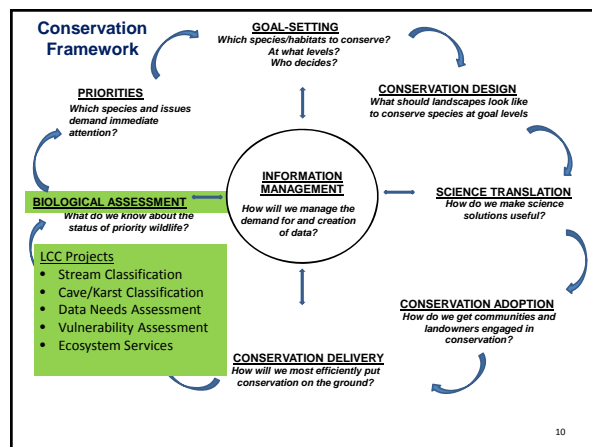 Conservation
Framework
GOAL-SETTING
Which species/habitats to conserve?
At what levels?
Who decides?
CONSERVATION DESIGN
What should landscapes look like
to conserve species at goal levels
PRIORITIES
Which species and issues
demand immediate
attention?
INFORMATION
MANAGEMENT
How will we manage the
demand for and creation
of data?
SCIENCE TRANSLATION
How do we make science
solutions useful?
BIOLOGICAL ASSESSMENT
What do we know about the
status of priority wildlife?
LCC Projects
• Stream Classification
• Cave/Karst Classification
• Data Needs Assessment
• Vulnerability Assessment
• Ecosystem Services
CONSERVATION ADOPTION
How do we get communities and
landowners engaged in
conservation?
CONSERVATION DELIVERY
How will we most efficiently put
conservation on the ground?
10